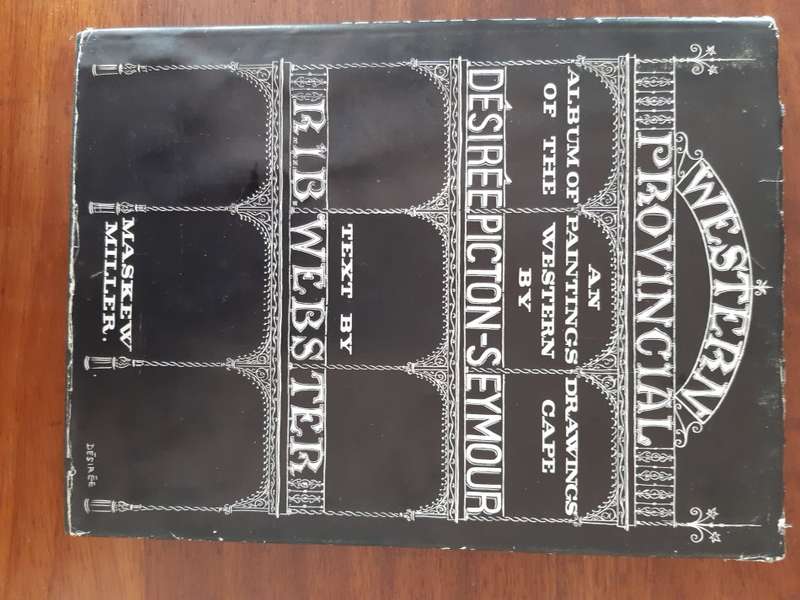 WESTERN
PROVINCIAL
AN
ALBUM OF PAINTINGS DRAWINGS
OF THE WESTERN CAPE
BY
DÉSIRÉE PICTON-SEYMOUR
TEXT BY
R.I.B. WEBSTER
MASKEW
MILLER.
DÉSIRÉE